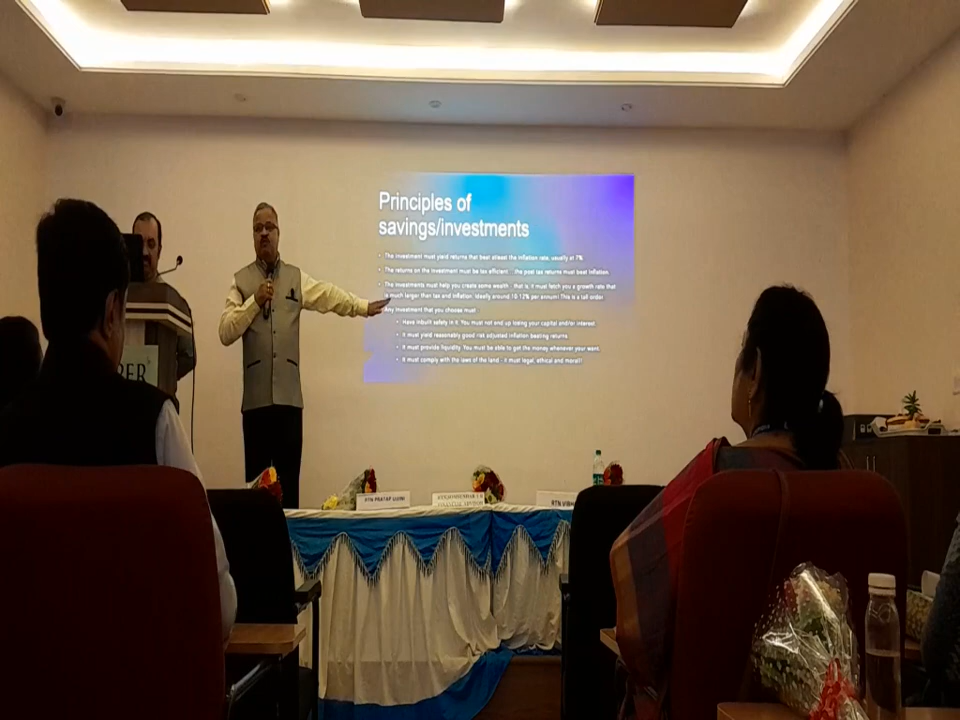 Principles of
savings/investments
The investment must yield returns that beat atleast the inflation rate, usually at 7%
The returns on the investment must be tax efficient the post tax returns must beat inflation.
The investments must help you create some wealth - that is, it must fetch you a growth rate that
is much larger than tax and inflation. Ideally around 10-12% per annum! This is a tall order
Any investment that you choose must
Have inbuilt safety in it. You must not end up losing your capital and/or interest
It must yield reasonably good risk adjusted inflation beating returns.
It must provide liquidity. You must be able to get the money whenever your want.
It must comply with the laws of the land - it must legal, ethical and moral!!
PER
RTN PRATAP
FINANCIAL ADVISOR
RTN